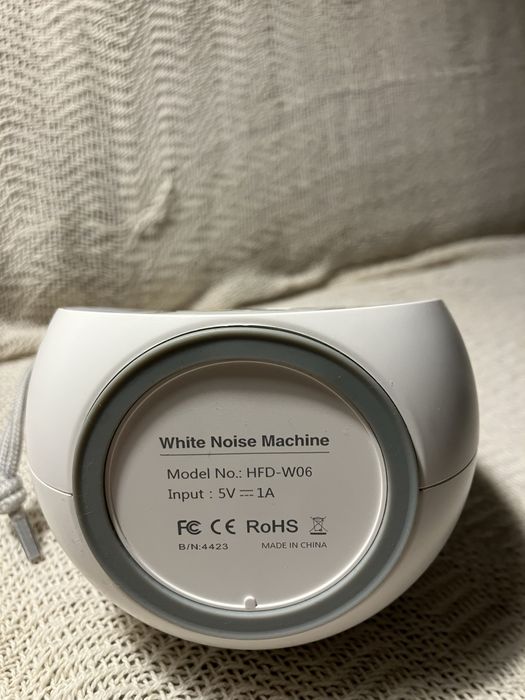 White Noise Machine
Model No.: HFD-W06
Input : 5V ⎓ 1A
FC CE RoHS
B/N:4423 MADE IN CHINA